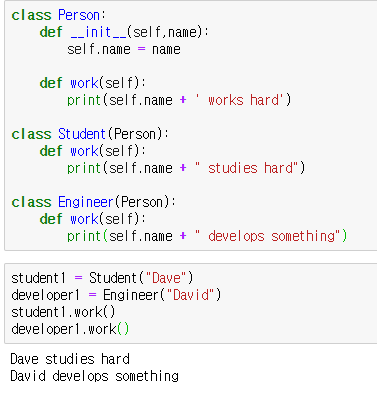 class Person:
    def __init__(self,name):
        self.name = name

    def work(self):
        print(self.name + ' works hard')

class Student(Person):
    def work(self):
        print(self.name + " studies hard")

class Engineer(Person):
    def work(self):
        print(self.name + " develops something")

student1 = Student("Dave")
developer1 = Engineer("David")
student1.work()
developer1.work()

Dave studies hard
David develops something